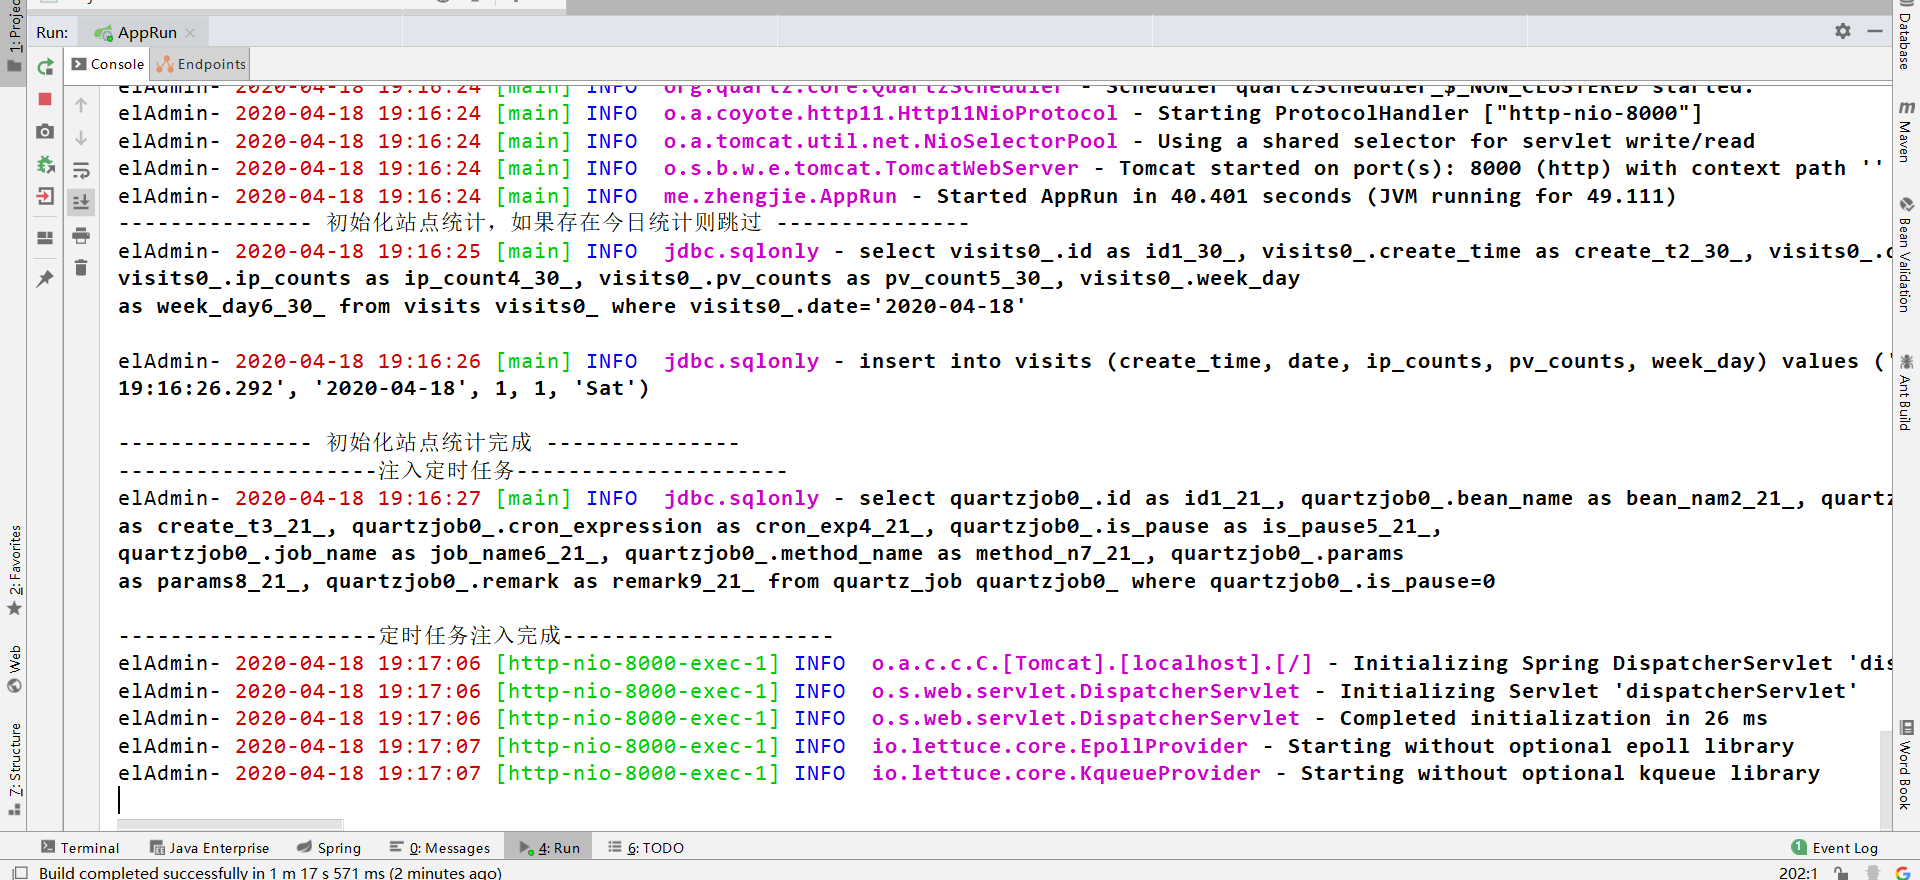 Run: AppRun
Console Endpoints
elAdmin- 2020-04-18 19:16:24 [main] INFO  org.quartz.core.QuartzScheduler - Scheduler quartzScheduler_$_NON_CLUSTERED started.
elAdmin- 2020-04-18 19:16:24 [main] INFO  o.a.coyote.http11.Http11NioProtocol - Starting ProtocolHandler ["http-nio-8000"]
elAdmin- 2020-04-18 19:16:24 [main] INFO  o.a.tomcat.util.net.NioSelectorPool - Using a shared selector for servlet write/read
elAdmin- 2020-04-18 19:16:24 [main] INFO  o.s.b.w.e.tomcat.TomcatWebServer - Tomcat started on port(s): 8000 (http) with context path ''
elAdmin- 2020-04-18 19:16:24 [main] INFO  me.zhengjie.AppRun - Started AppRun in 40.401 seconds (JVM running for 49.111)
--------------- 初始化站点统计，如果存在今日统计则跳过 ---------------
elAdmin- 2020-04-18 19:16:25 [main] INFO  jdbc.sqlonly - select visits0_.id as id1_30_, visits0_.create_time as create_t2_30_, visits0_.
visits0_.ip_counts as ip_count4_30_, visits0_.pv_counts as pv_count5_30_, visits0_.week_day
as week_day6_30_ from visits visits0_ where visits0_.date='2020-04-18'
elAdmin- 2020-04-18 19:16:26 [main] INFO  jdbc.sqlonly - insert into visits (create_time, date, ip_counts, pv_counts, week_day) values ('
19:16:26.292', '2020-04-18', 1, 1, 'Sat')
--------------- 初始化站点统计完成 ---------------
--------------------注入定时任务---------------------
elAdmin- 2020-04-18 19:16:27 [main] INFO  jdbc.sqlonly - select quartzjob0_.id as id1_21_, quartzjob0_.bean_name as bean_nam2_21_, quartz
as create_t3_21_, quartzjob0_.cron_expression as cron_exp4_21_, quartzjob0_.is_pause as is_pause5_21_,
quartzjob0_.job_name as job_name6_21_, quartzjob0_.method_name as method_n7_21_, quartzjob0_.params
as params8_21_, quartzjob0_.remark as remark9_21_ from quartz_job quartzjob0_ where quartzjob0_.is_pause=0
--------------------定时任务注入完成---------------------
elAdmin- 2020-04-18 19:17:06 [http-nio-8000-exec-1] INFO  o.a.c.c.C.[Tomcat].[localhost].[/] - Initializing Spring DispatcherServlet 'dis
elAdmin- 2020-04-18 19:17:06 [http-nio-8000-exec-1] INFO  o.s.web.servlet.DispatcherServlet - Initializing Servlet 'dispatcherServlet'
elAdmin- 2020-04-18 19:17:06 [http-nio-8000-exec-1] INFO  o.s.web.servlet.DispatcherServlet - Completed initialization in 26 ms
elAdmin- 2020-04-18 19:17:07 [http-nio-8000-exec-1] INFO  io.lettuce.core.EpollProvider - Starting without optional epoll library
elAdmin- 2020-04-18 19:17:07 [http-nio-8000-exec-1] INFO  io.lettuce.core.KqueueProvider - Starting without optional kqueue library
1: Projec
2: Favorites
Web
7: Structure
Database
m Maven
Bean Validation
Ant Build
Word Book
Terminal Java Enterprise Spring 0: Messages 4: Run 6: TODO 1 Event Log
Build completed successfully in 1 m 17 s 571 ms (2 minutes ago) 202:1